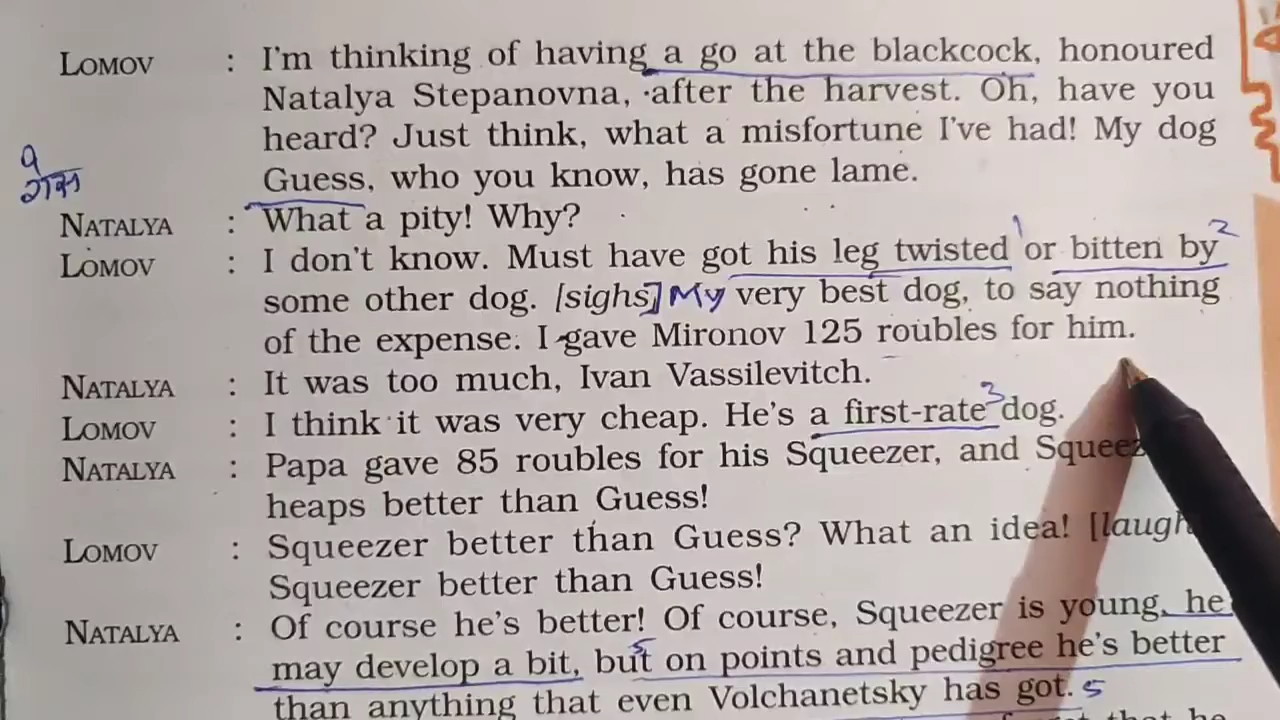 LOMOV : I'm thinking of having a go at the blackcock, honoured
Natalya Stepanovna, after the harvest. Oh, have you
heard? Just think, what a misfortune I've had! My dog
Guess, who you know, has gone lame.
NATALYA : What a pity! Why?
LOMOV : I don't know. Must have got his leg twisted 1 or bitten by 2
some other dog. [sighs] My very best dog, to say nothing
of the expense. I gave Mironov 125 roubles for him.
NATALYA : It was too much, Ivan Vassilevitch.
LOMOV : I think it was very cheap. He's a first-rate 3 dog.
NATALYA : Papa gave 85 roubles for his Squeezer, and
heaps better than Guess!
LOMOV : Squeezer better than Guess? What an idea! [laugh
Squeezer better than Guess!
NATALYA : Of course he's better! Of course, Squeezer is young, he
may develop a bit, but on points and pedigree he's better
than anything that even Volchanetsky has got. 5